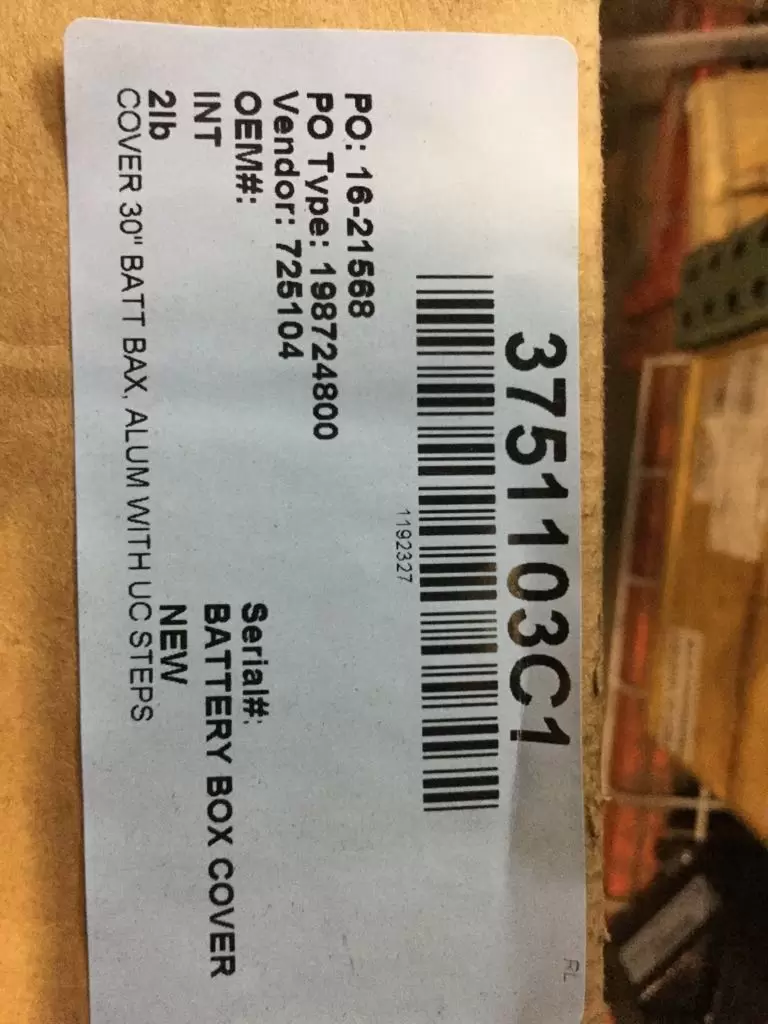 3751103C1
1192327
PO: 16-21568
PO Type: 198724800
Vendor: 725104
OEM#: Serial#:
INT BATTERY BOX COVER
2lb NEW
COVER 30" BATT BAX, ALUM WITH UC STEPS
RL